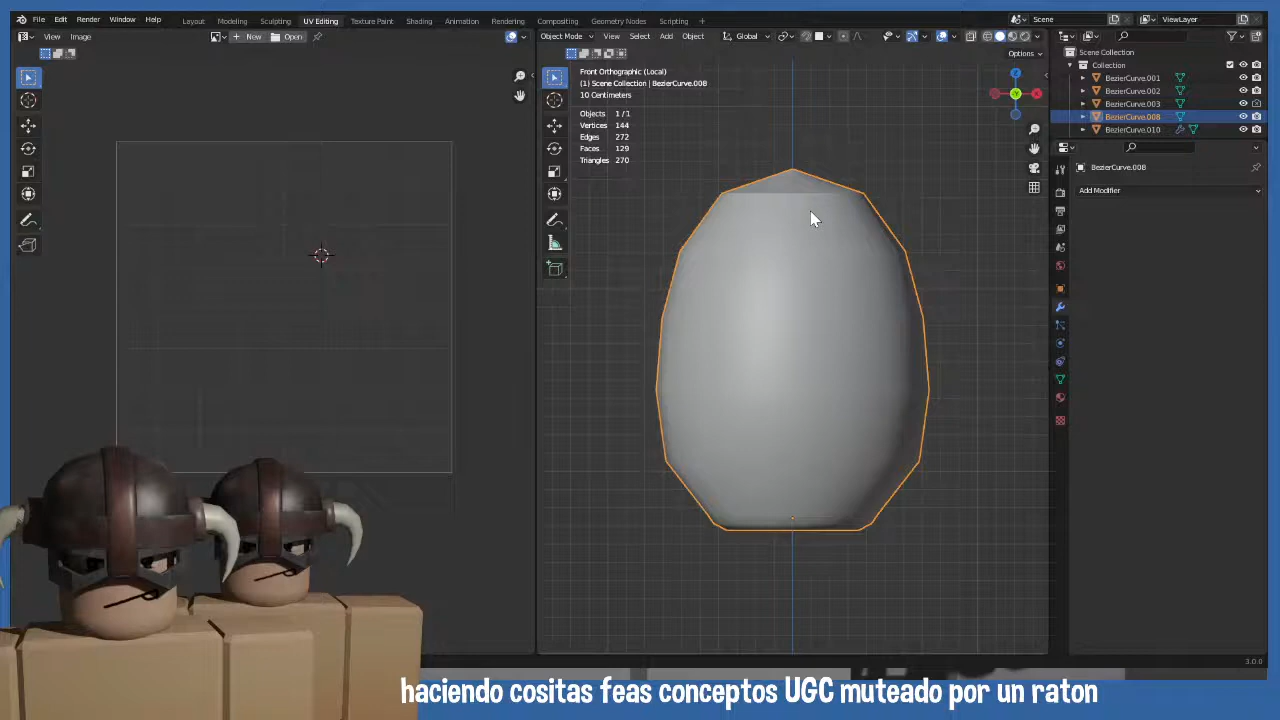 File Edit Render Window Help Layout Modeling Sculpting UV Editing Texture Paint Shading Animation Rendering Compositing Geometry Nodes Scripting + Scene ViewLayer
View Image + New Open Object Mode View Select Add Object Global
Options
Front Orthographic (Local)
(1) Scene Collection | BezierCurve.008
10 Centimeters
Objects 1/1
Vertices 144
Edges 272
Faces 129
Triangles 270
Z
Y
X
Scene Collection
Collection
BezierCurve.001
BezierCurve.002
BezierCurve.003
BezierCurve.008
BezierCurve.010
BezierCurve.008
Add Modifier
3.0.0
haciendo cositas feas conceptos UGC muteado por un raton